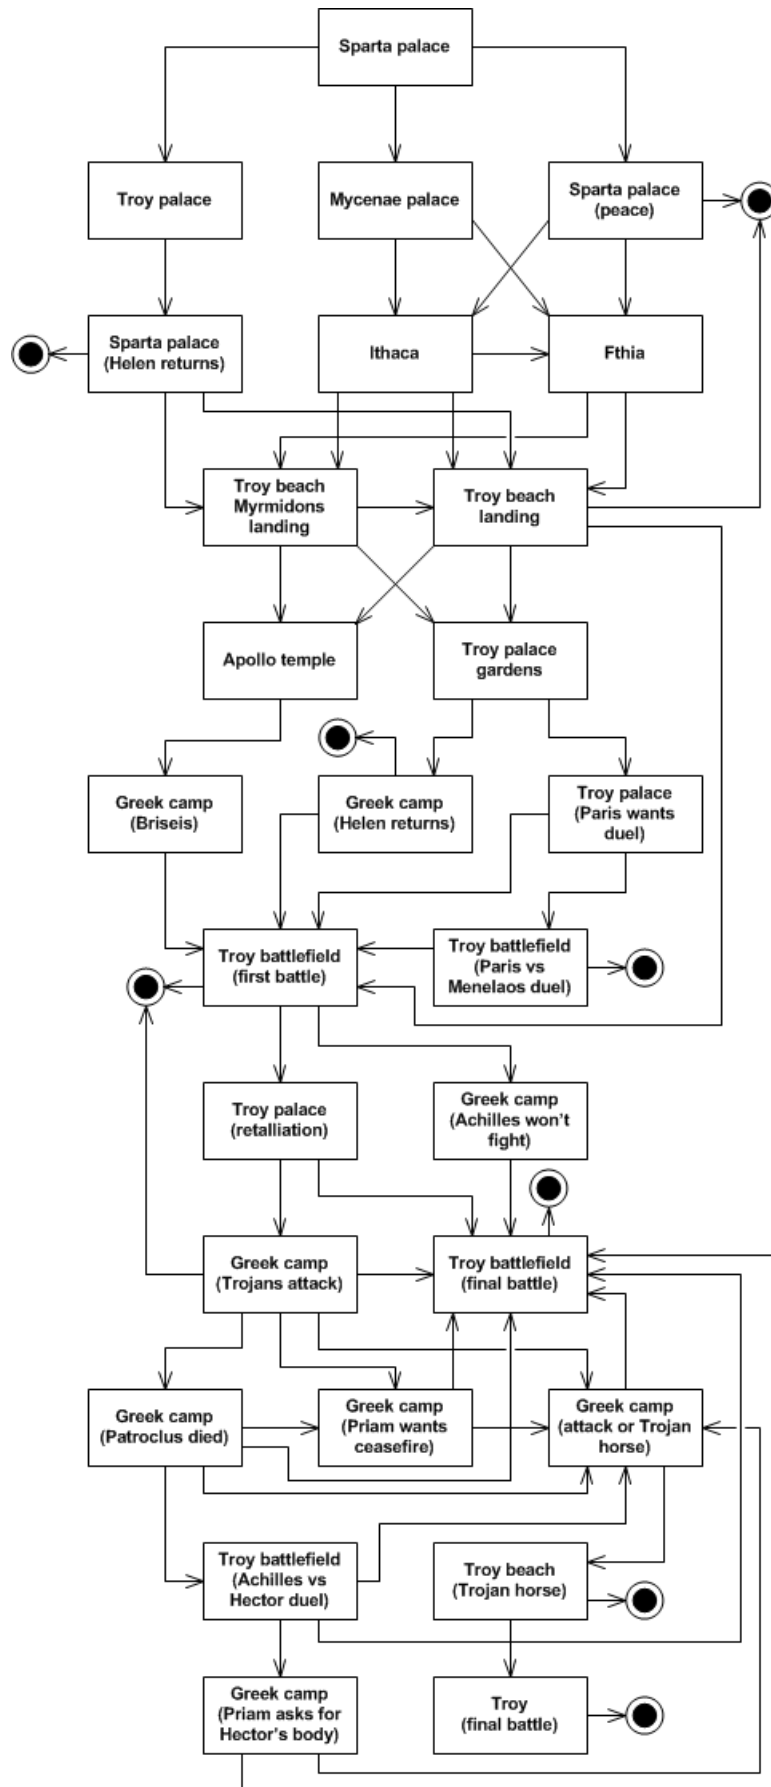 Sparta palace
Troy palace
Mycenae palace
Sparta palace
(peace)
Sparta palace
(Helen returns)
Ithaca
Fthia
Troy beach
Myrmidons
landing
Troy beach
landing
Apollo temple
Troy palace
gardens
Greek camp
(Briseis)
Greek camp
(Helen returns)
Troy palace
(Paris wants
duel)
Troy battlefield
(first battle)
Troy battlefield
(Paris vs
Menelaos duel)
Troy palace
(retalliation)
Greek camp
(Achilles won't
fight)
Greek camp
(Trojans attack)
Troy battlefield
(final battle)
Greek camp
(Patroclus died)
Greek camp
(Priam wants
ceasefire)
Greek camp
(attack or Trojan
horse)
Troy battlefield
(Achilles vs
Hector duel)
Troy beach
(Trojan horse)
Greek camp
(Priam asks for
Hector's body)
Troy
(final battle)